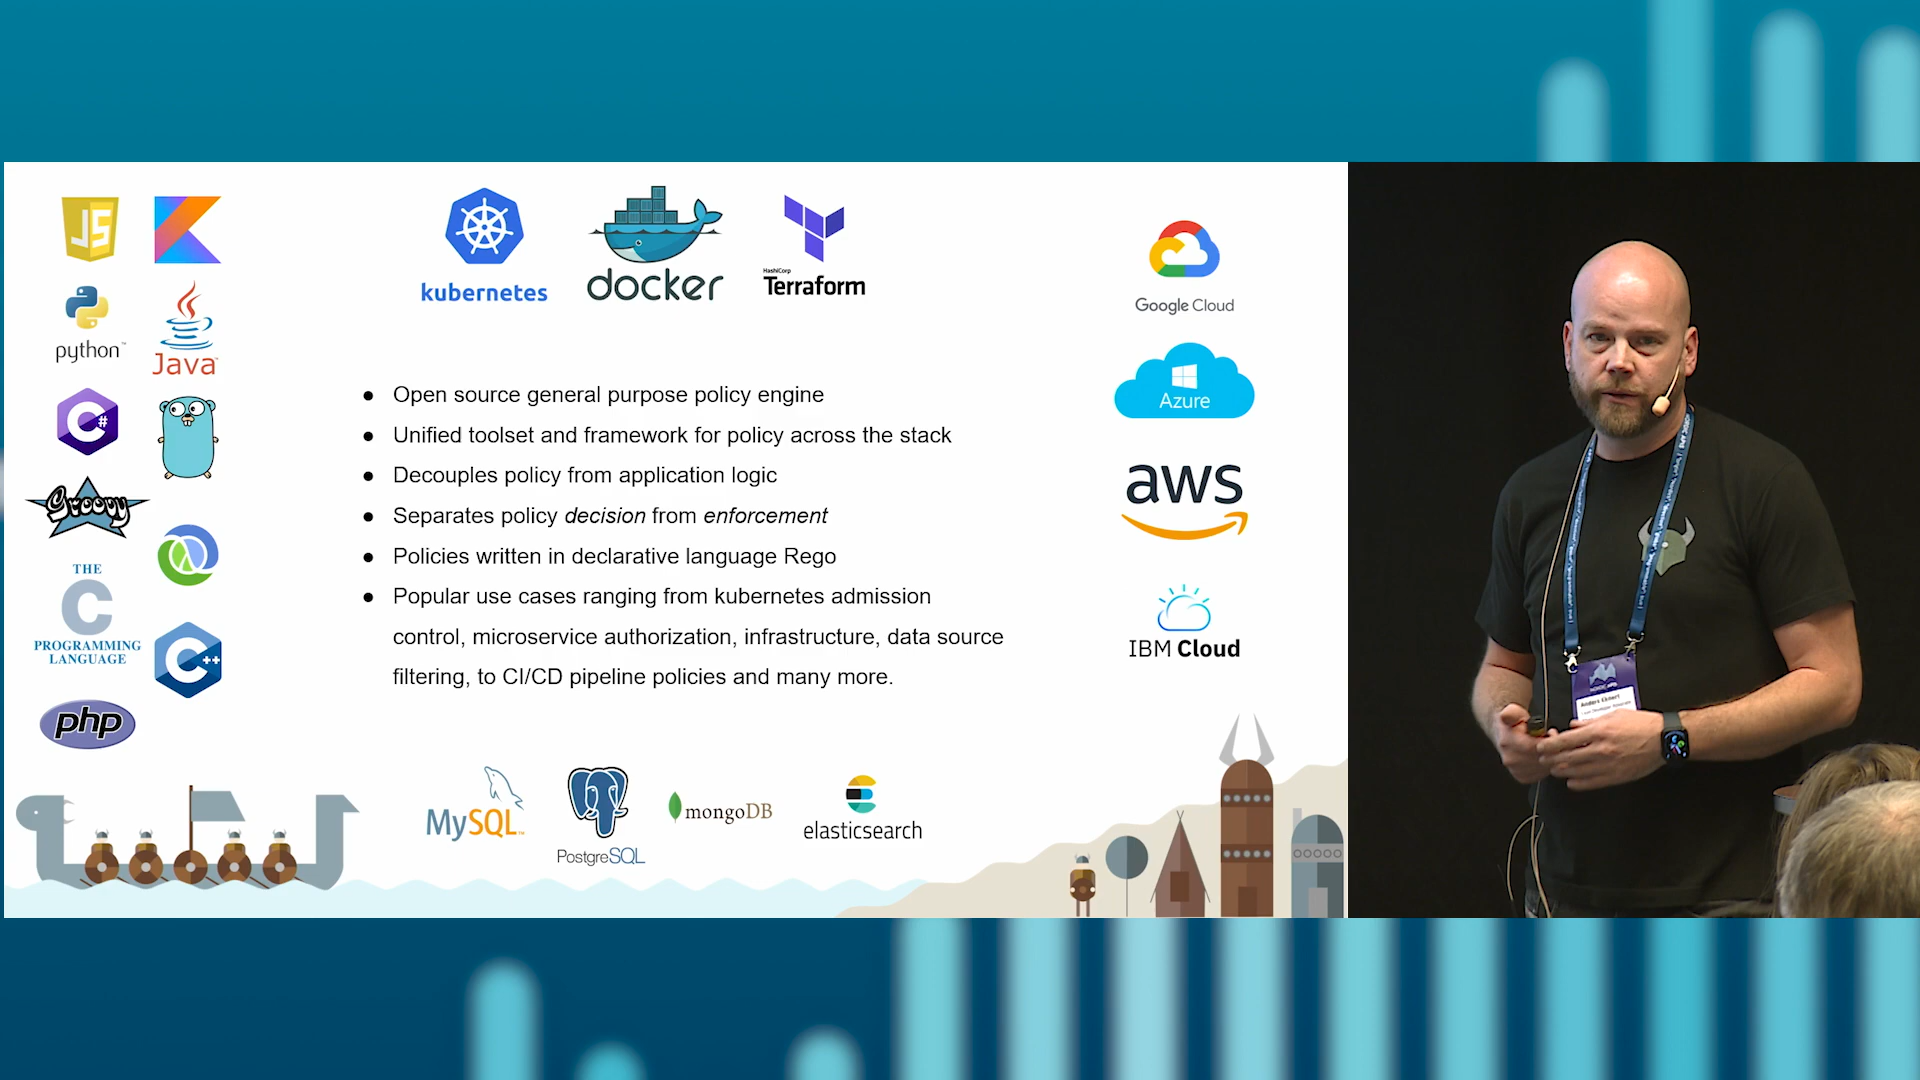 JS
python
Java
C#
Groovy
THE
C
PROGRAMMING
LANGUAGE
C++
php
kubernetes
docker
HashiCorp
Terraform
● Open source general purpose policy engine
● Unified toolset and framework for policy across the stack
● Decouples policy from application logic
● Separates policy decision from enforcement
● Policies written in declarative language Rego
● Popular use cases ranging from kubernetes admission
control, microservice authorization, infrastructure, data source
filtering, to CI/CD pipeline policies and many more.
MySQL™
PostgreSQL
mongoDB
elasticsearch
Google Cloud
Azure
aws
IBM Cloud
Anders Eknert